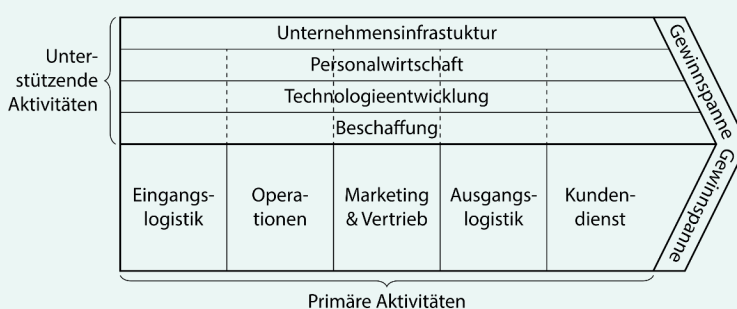 Unternehmensinfrastuktur
Unter-
stützende
Aktivitäten
Personalwirtschaft
Technologieentwicklung
Beschaffung
Gewinnspanne
Gewinnspanne
Eingangs-
logistik
Opera-
tionen
Marketing
& Vertrieb
Ausgangs-
logistik
Kunden-
dienst
Primäre Aktivitäten